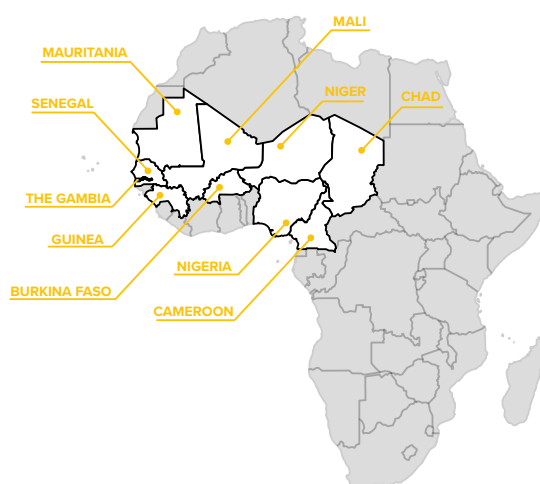 MALI
MAURITANIA
NIGER
CHAD
SENEGAL
THE GAMBIA
GUINEA
NIGERIA
BURKINA FASO
CAMEROON